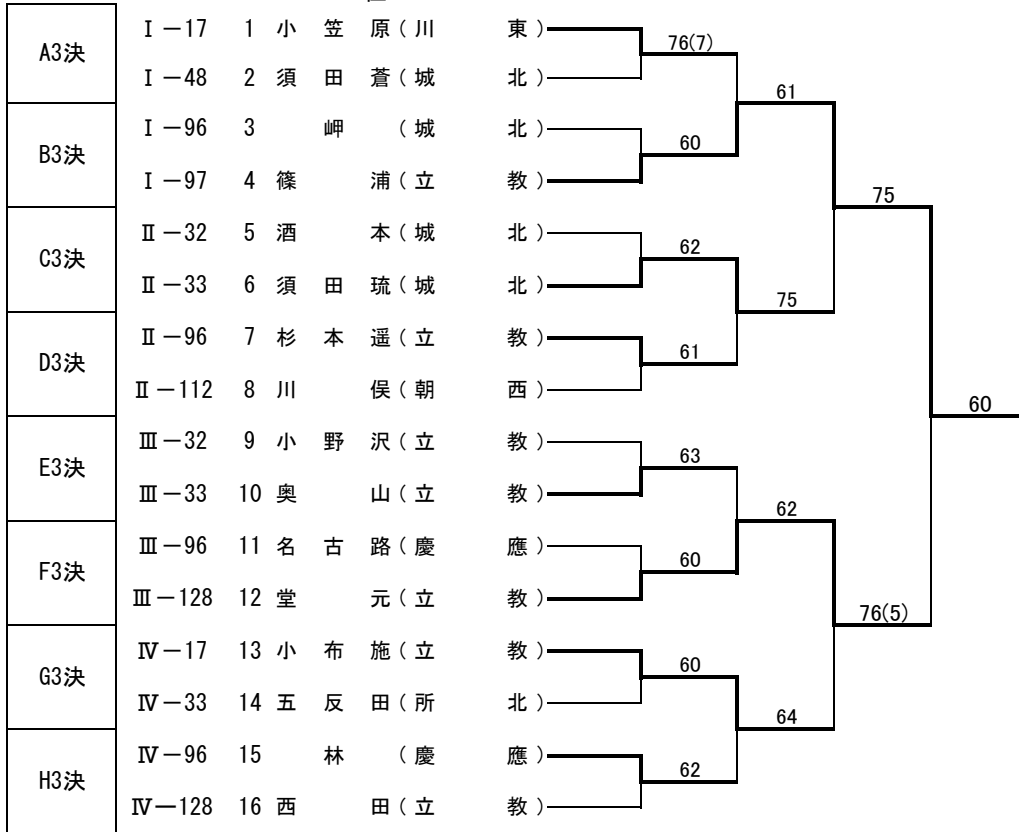 A3決
Ⅰ－17 1 小笠原(川東)
76(7)
Ⅰ－48 2 須田蒼(城北)
61
B3決
Ⅰ－96 3 岬(城北)
60
Ⅰ－97 4 篠浦(立教)
75
C3決
Ⅱ－32 5 酒本(城北)
62
Ⅱ－33 6 須田琉(城北)
75
D3決
Ⅱ－96 7 杉本遥(立教)
61
Ⅱ－112 8 川俣(朝西)
60
E3決
Ⅲ－32 9 小野沢(立教)
63
Ⅲ－33 10 奥山(立教)
62
F3決
Ⅲ－96 11 名古路(慶應)
60
Ⅲ－128 12 堂元(立教)
76(5)
G3決
Ⅳ－17 13 小布施(立教)
60
Ⅳ－33 14 五反田(所北)
64
H3決
Ⅳ－96 15 林(慶應)
62
Ⅳ－128 16 西田(立教)